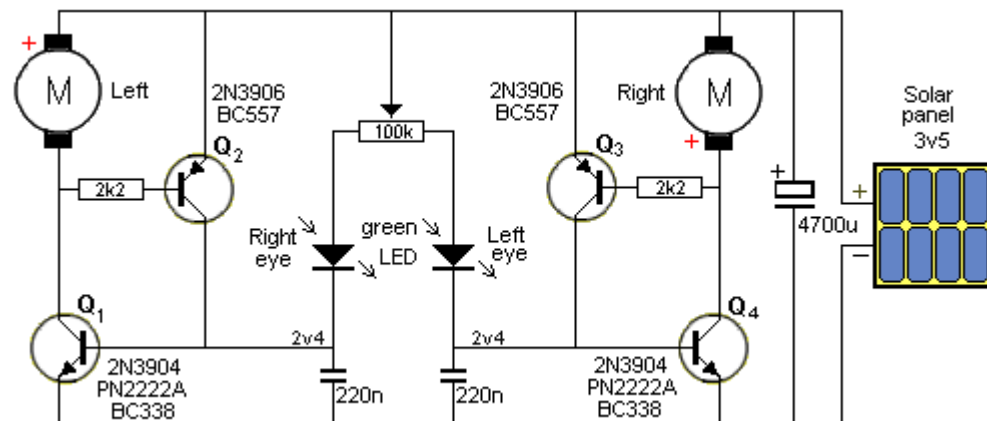 +
M
Left
2N3906
BC557
Q2
2k2
100k
2N3906
BC557
Q3
2k2
Right
M
+
Solar
panel
3v5
+
4700u
+
−
Right
eye
green
LED
Left
eye
Q1
2v4
2v4
Q4
2N3904
PN2222A
BC338
220n
220n
2N3904
PN2222A
BC338